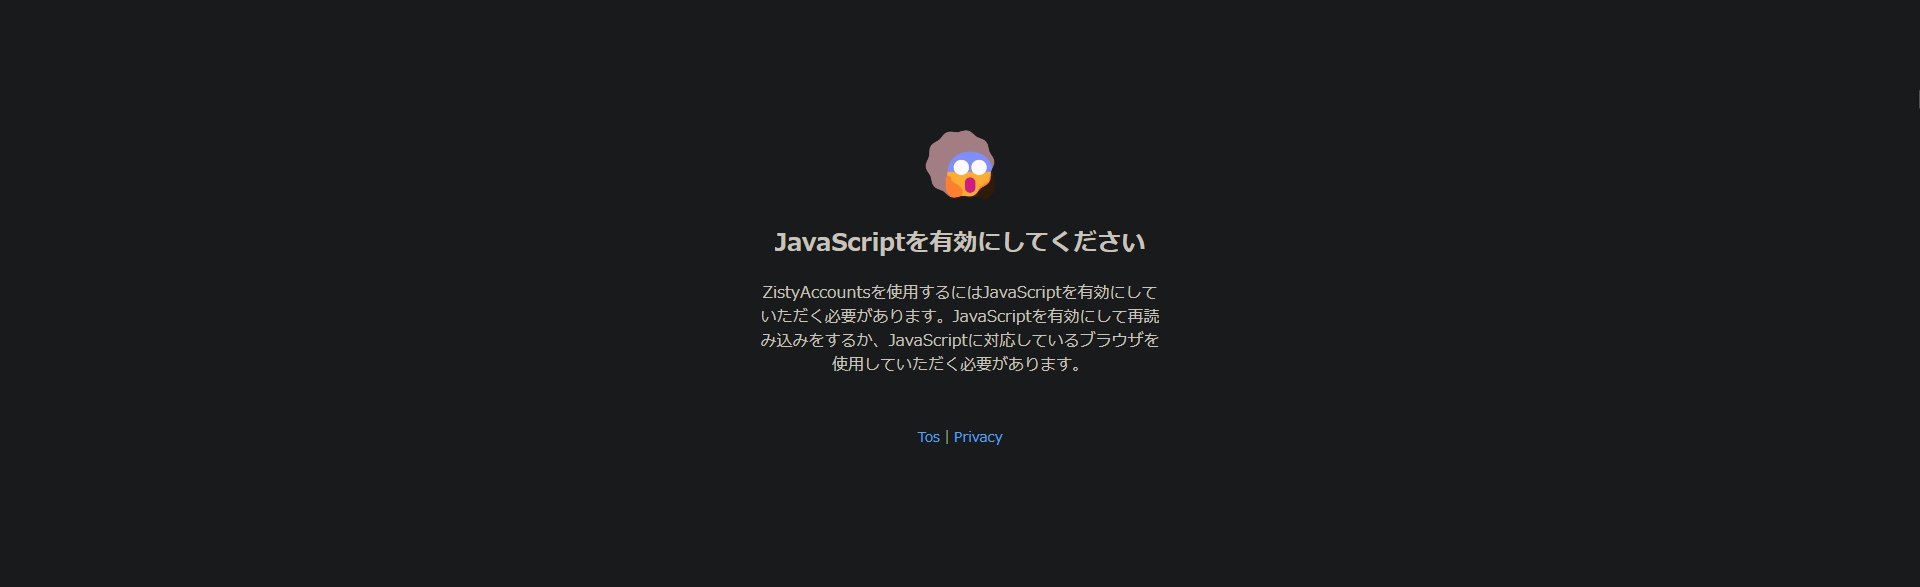 JavaScriptを有効にしてください
ZistyAccountsを使用するにはJavaScriptを有効にして
いただく必要があります。JavaScriptを有効にして再読
み込みをするか、JavaScriptに対応しているブラウザを
使用していただく必要があります。
Tos | Privacy